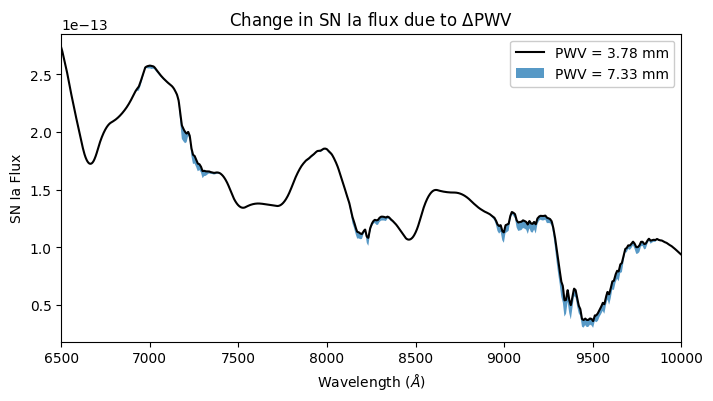 Change in SN Ia flux due to ΔPWV
1e−13
PWV = 3.78 mm
PWV = 7.33 mm
SN Ia Flux
2.5
2.0
1.5
1.0
0.5
6500 7000 7500 8000 8500 9000 9500 10000
Wavelength (Å)